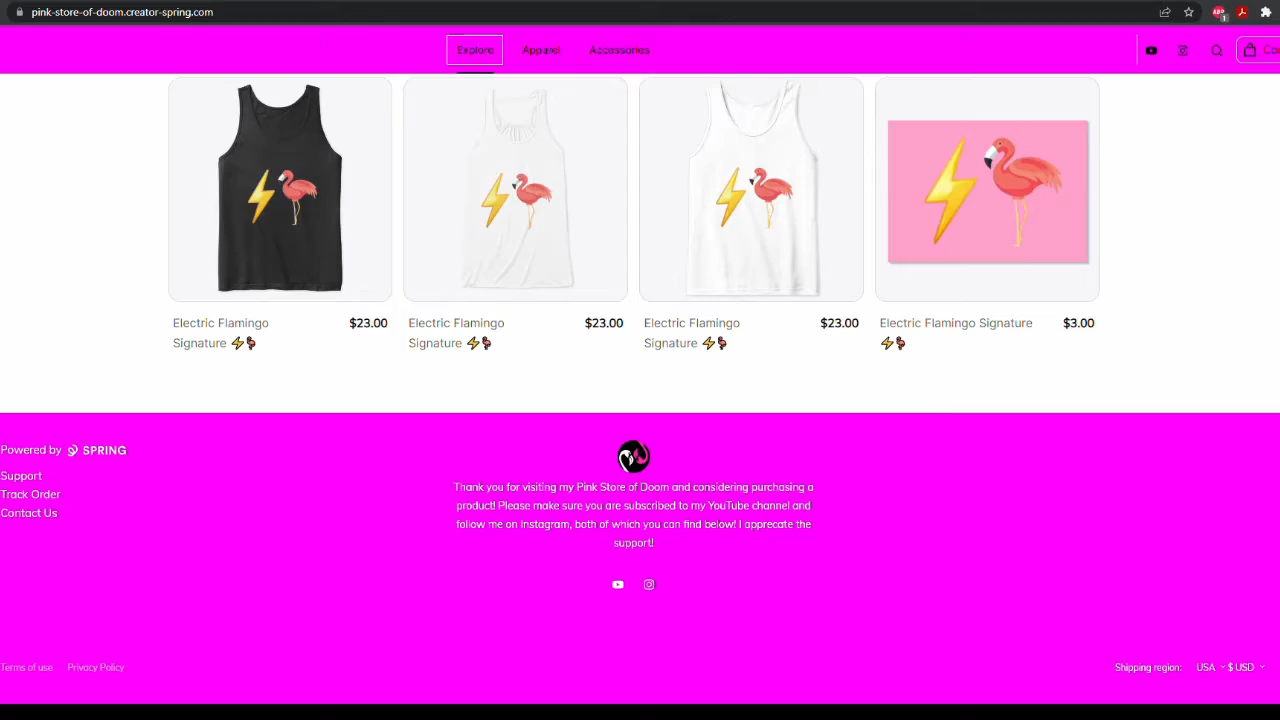 pink-store-of-doom.creator-spring.com
1
Explore Apparel Accessories
Electric Flamingo $23.00
Signature ⚡🦩
Electric Flamingo $23.00
Signature ⚡🦩
Electric Flamingo $23.00
Signature ⚡🦩
Electric Flamingo Signature $3.00
⚡🦩
Powered by SPRING
Support
Track Order
Contact Us
Thank you for visiting my Pink Store of Doom and considering purchasing a
product! Please make sure you are subscribed to my YouTube channel and
follow me on Instagram, both of which you can find below! I apprecate the
support!
Terms of use Privacy Policy
Shipping region: USA $ USD